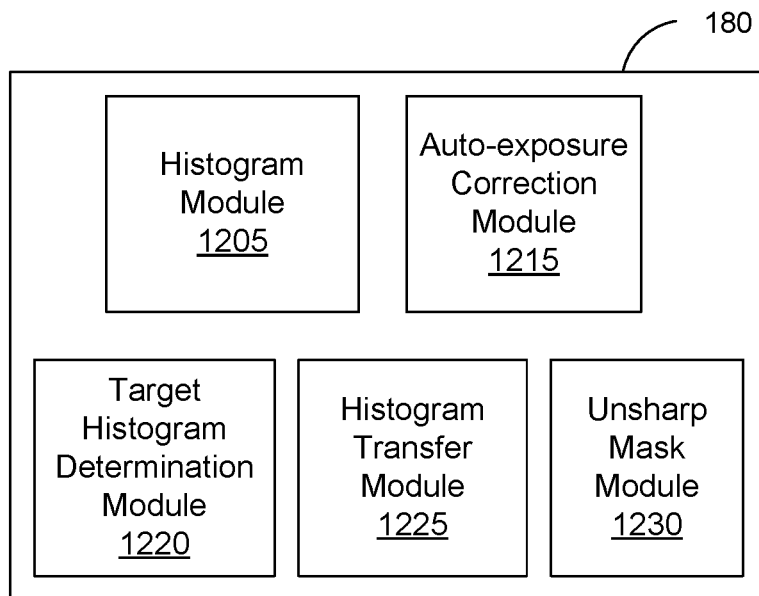 180
Histogram
Module
1205
Auto-exposure
Correction
Module
1215
Target
Histogram
Determination
Module
1220
Histogram
Transfer
Module
1225
Unsharp
Mask
Module
1230